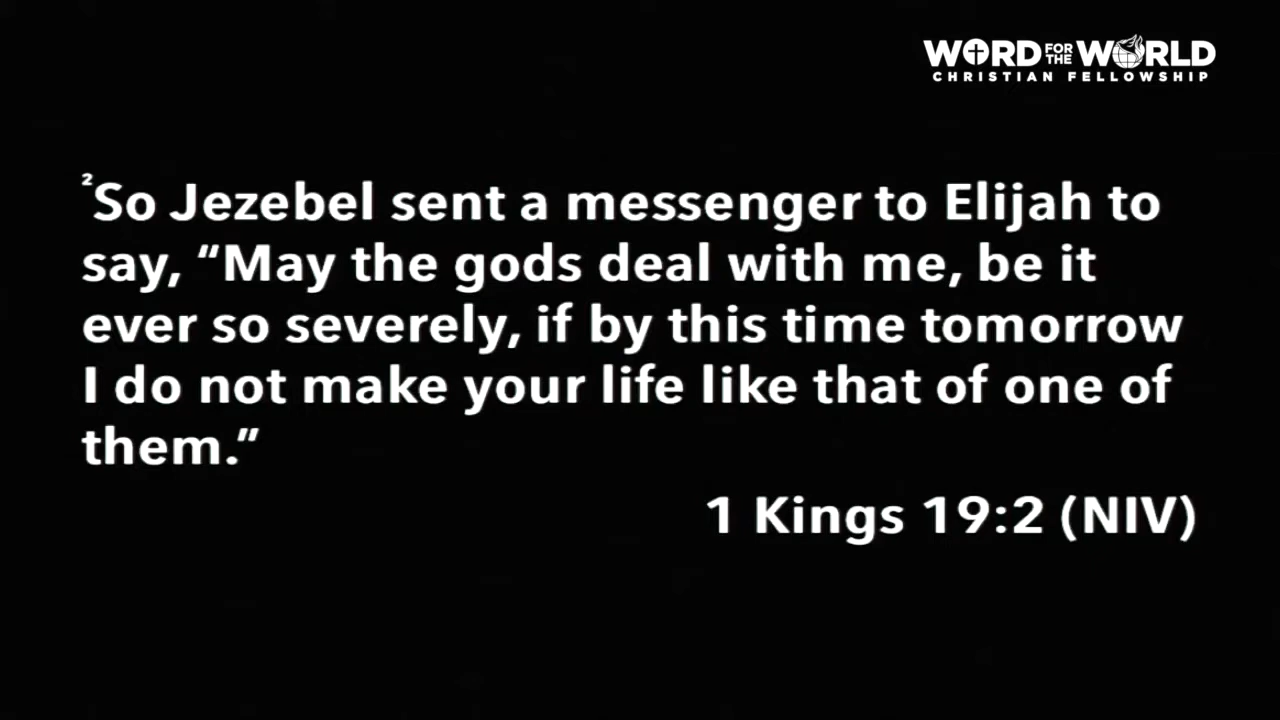 WORD FOR THE WORLD
CHRISTIAN FELLOWSHIP
²So Jezebel sent a messenger to Elijah to
say, “May the gods deal with me, be it
ever so severely, if by this time tomorrow
I do not make your life like that of one of
them.”
1 Kings 19:2 (NIV)